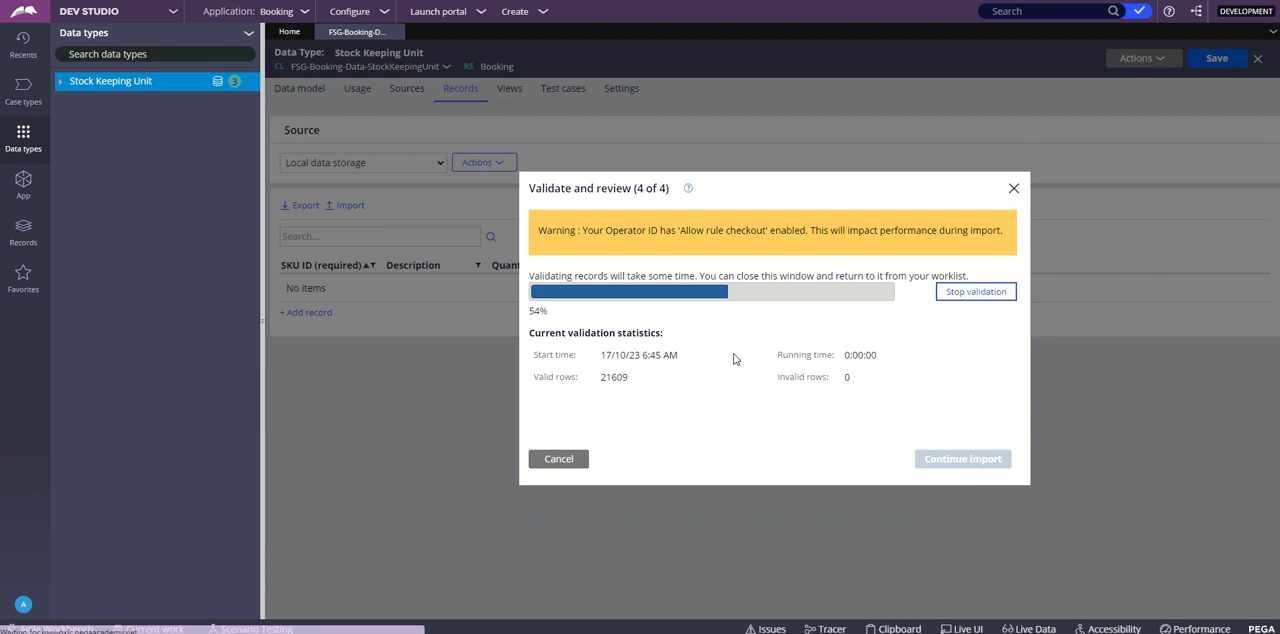 DEV STUDIO
Application: Booking
Configure
Launch portal
Create
Search
DEVELOPMENT
Recents
Case types
Data types
App
Records
Favorites
A
Data types
Search data types
Stock Keeping Unit
3
Home
FSG-Booking-D...
Data Type: Stock Keeping Unit
CL FSG-Booking-Data-StockKeepingUnit RS Booking
Actions
Save
Data model
Usage
Sources
Records
Views
Test cases
Settings
Source
Local data storage
Actions
Export
Import
Search...
SKU ID (required)
Description
Quant
No items
+ Add record
Validate and review (4 of 4)
Warning : Your Operator ID has 'Allow rule checkout' enabled. This will impact performance during import.
Validating records will take some time. You can close this window and return to it from your worklist.
Stop validation
54%
Current validation statistics:
Start time: 17/10/23 6:45 AM
Running time: 0:00:00
Valid rows: 21609
Invalid rows: 0
Cancel
Continue import
Current work
Scenario Testing
Issues
Tracer
Clipboard
Live UI
Live Data
Accessibility
Performance
PEGA